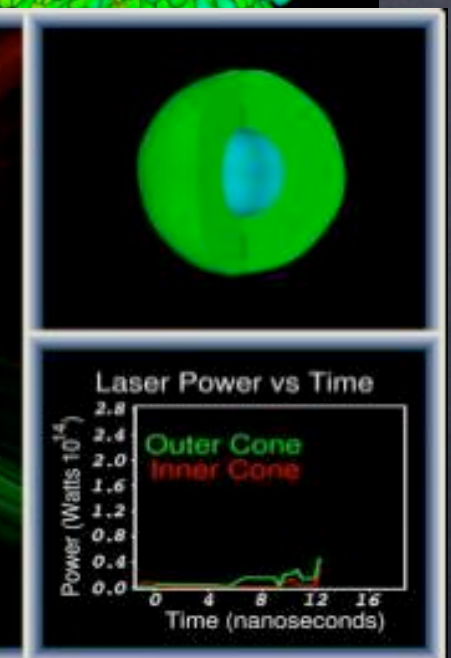 Laser Power vs Time
Power (Watts 10^14)
2.8
2.4
2.0
1.6
1.2
0.8
0.4
0.0
Outer Cone
Inner Cone
0 4 8 12 16
Time (nanoseconds)